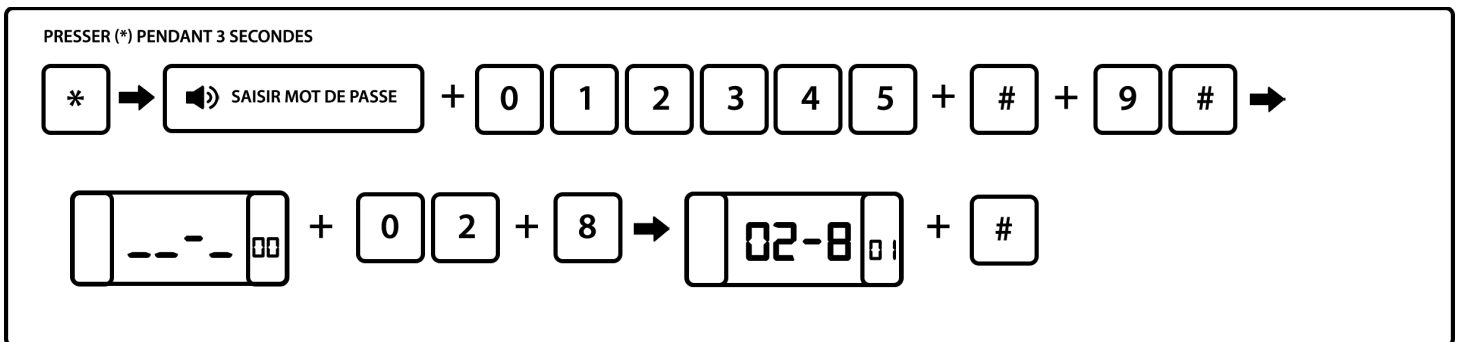 PRESSER (*) PENDANT 3 SECONDES
* SAISIR MOT DE PASSE + 0 1 2 3 4 5 + # + 9 #
__-_ 00 + 0 2 + 8 02-8 01 + #